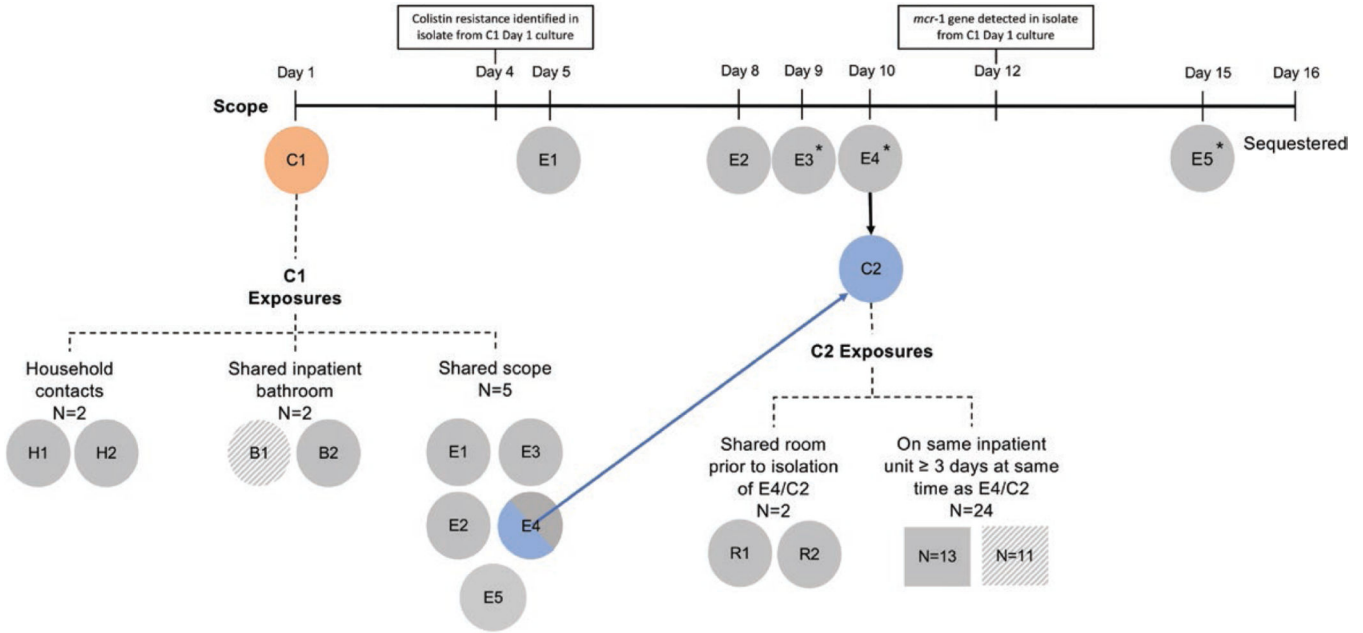 Colistin resistance identified in
isolate from C1 Day 1 culture
mcr-1 gene detected in isolate
from C1 Day 1 culture
Day 1
Day 4
Day 5
Day 8
Day 9
Day 10
Day 12
Day 15
Day 16
Scope
C1
E1
E2
E3 *
E4 *
E5 *
Sequestered
C2
C1
Exposures
Household
contacts
N=2
H1
H2
Shared inpatient
bathroom
N=2
B1
B2
Shared scope
N=5
E1
E3
E2
E4
E5
C2 Exposures
Shared room
prior to isolation
of E4/C2
N=2
R1
R2
On same inpatient
unit ≥ 3 days at same
time as E4/C2
N=24
N=13
N=11